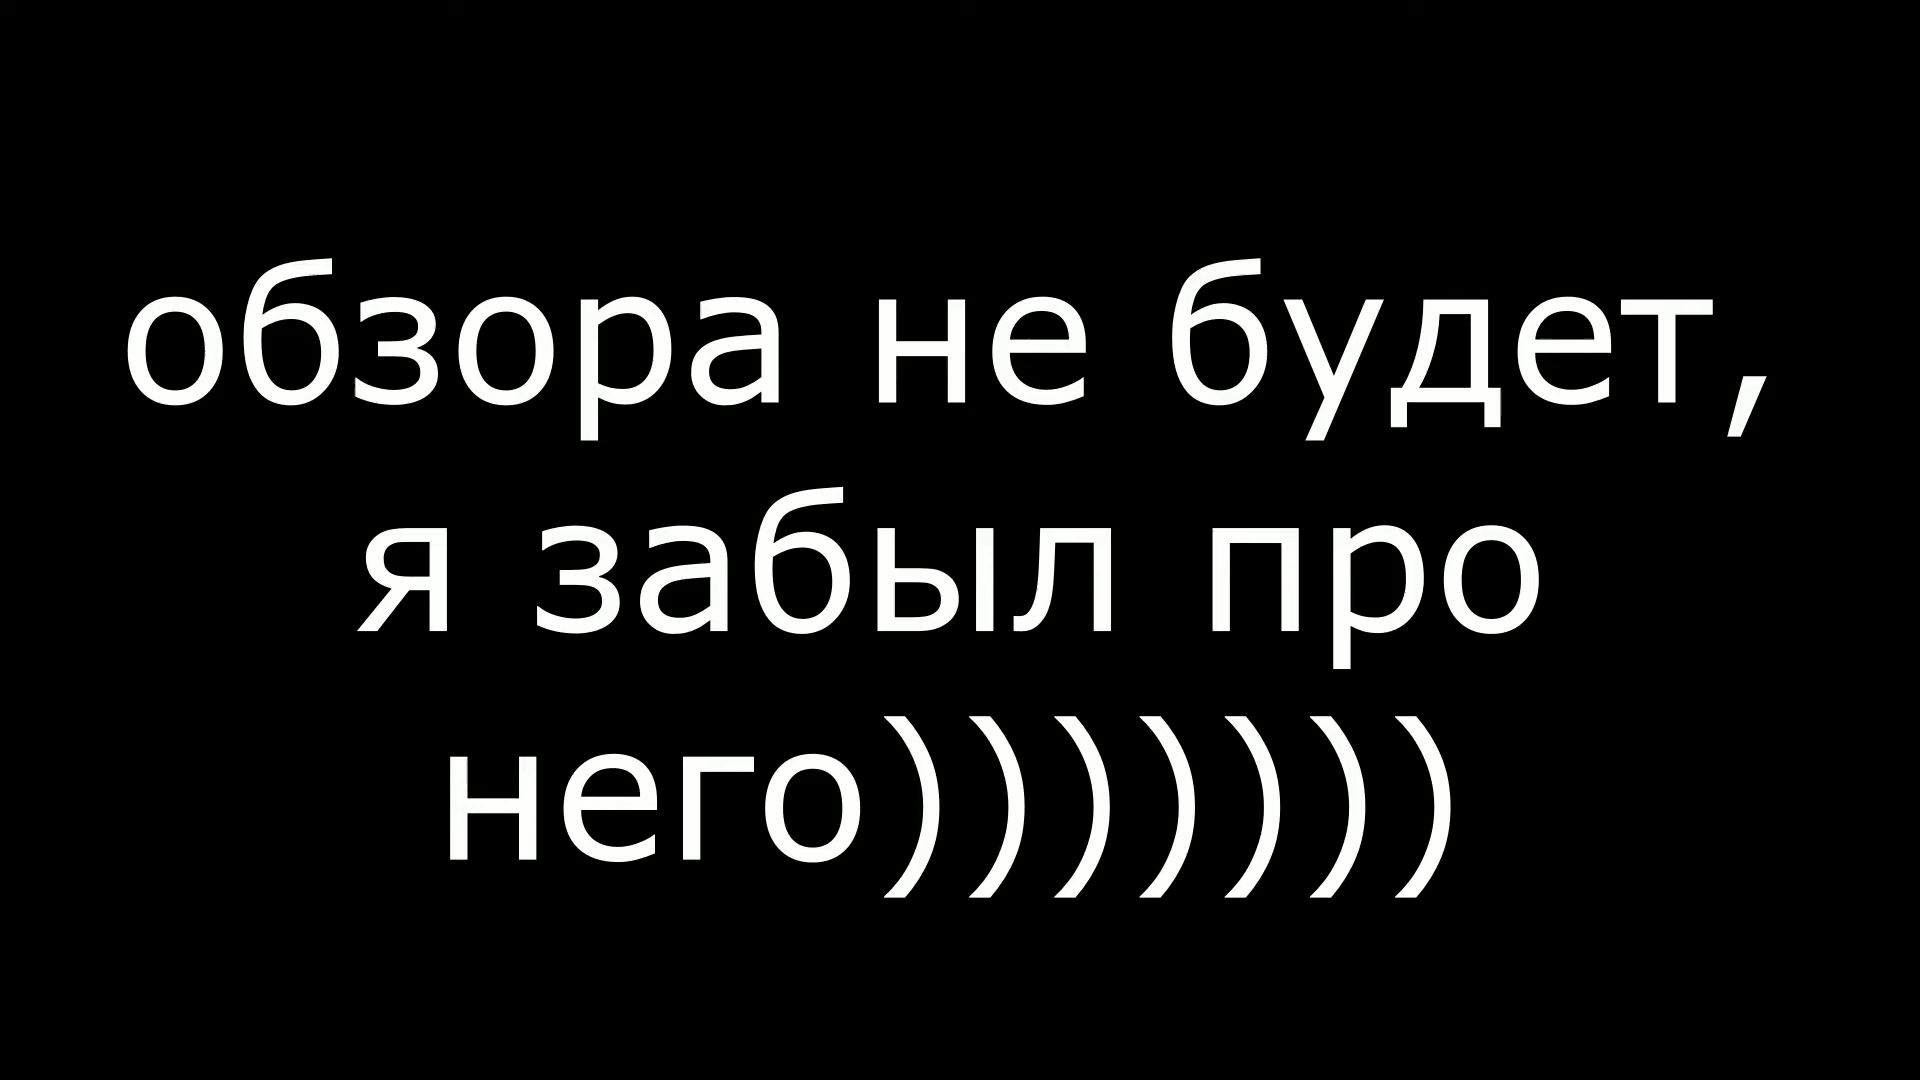 обзора не будет,
я забыл про
него)))))))